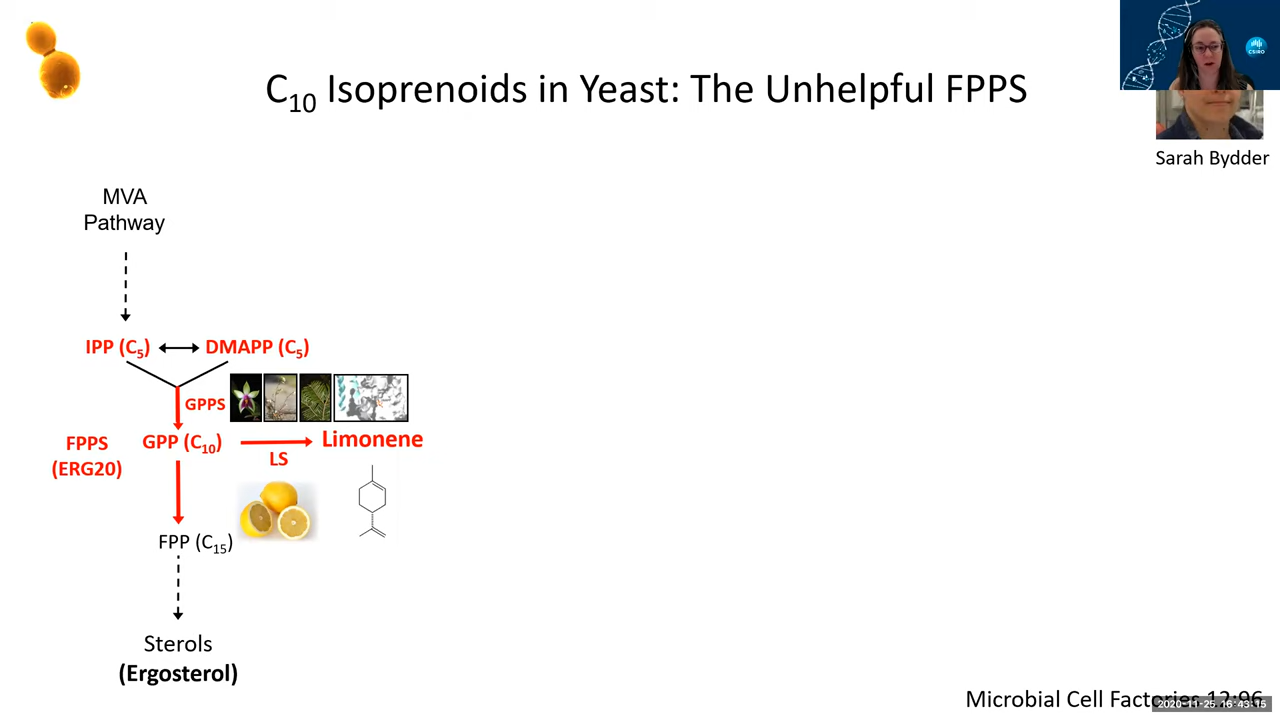 C₁₀ Isoprenoids in Yeast: The Unhelpful FPPS
CSIRO
Sarah Bydder
MVA
Pathway
IPP (C₅)
DMAPP (C₅)
GPPS
FPPS
(ERG20)
GPP (C₁₀)
LS
Limonene
FPP (C₁₅)
Sterols
(Ergosterol)
Microbial Cell Factories 12:96
2020-11-25 16:43:15